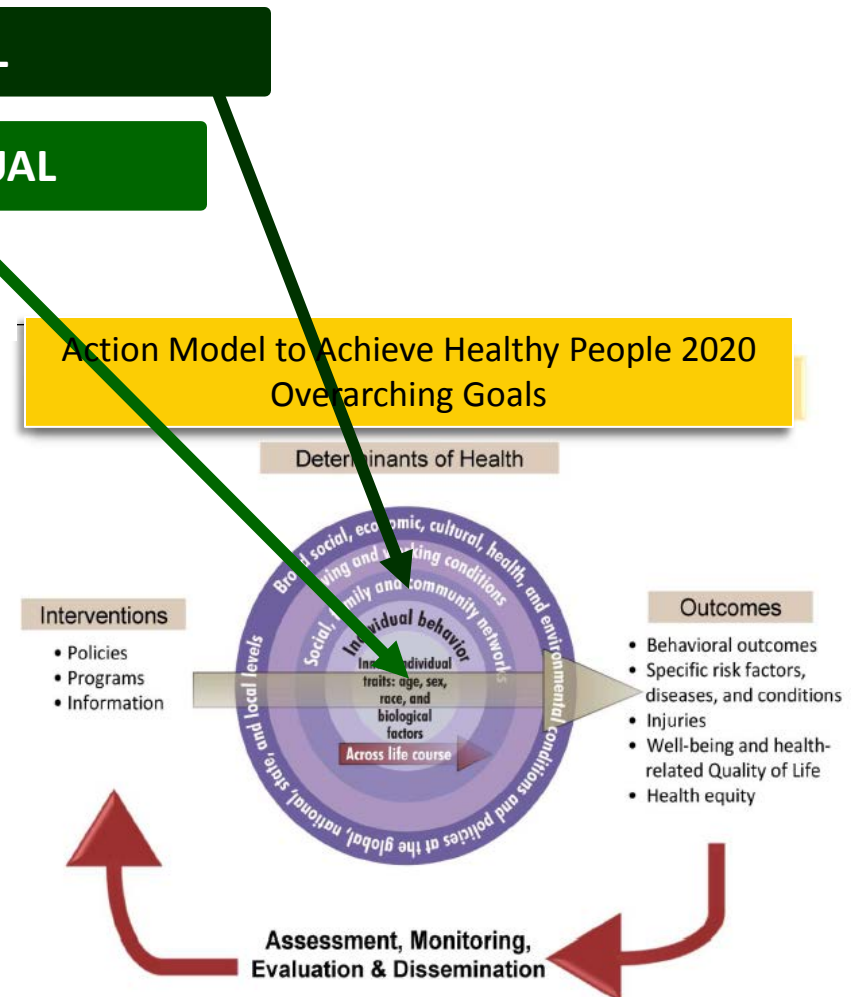 L
UAL
Action Model to Achieve Healthy People 2020
Overarching Goals
Determinants of Health
Broad social, economic, cultural, health, and environmental conditions and policies at the global, national, state, and local levels
Living and working conditions
Social, family and community networks
Individual behavior
Innate individual
traits: age, sex,
race, and
biological
factors
Across life course
Interventions
• Policies
• Programs
• Information
Outcomes
• Behavioral outcomes
• Specific risk factors,
diseases, and conditions
• Injuries
• Well-being and health-
related Quality of Life
• Health equity
Assessment, Monitoring,
Evaluation & Dissemination